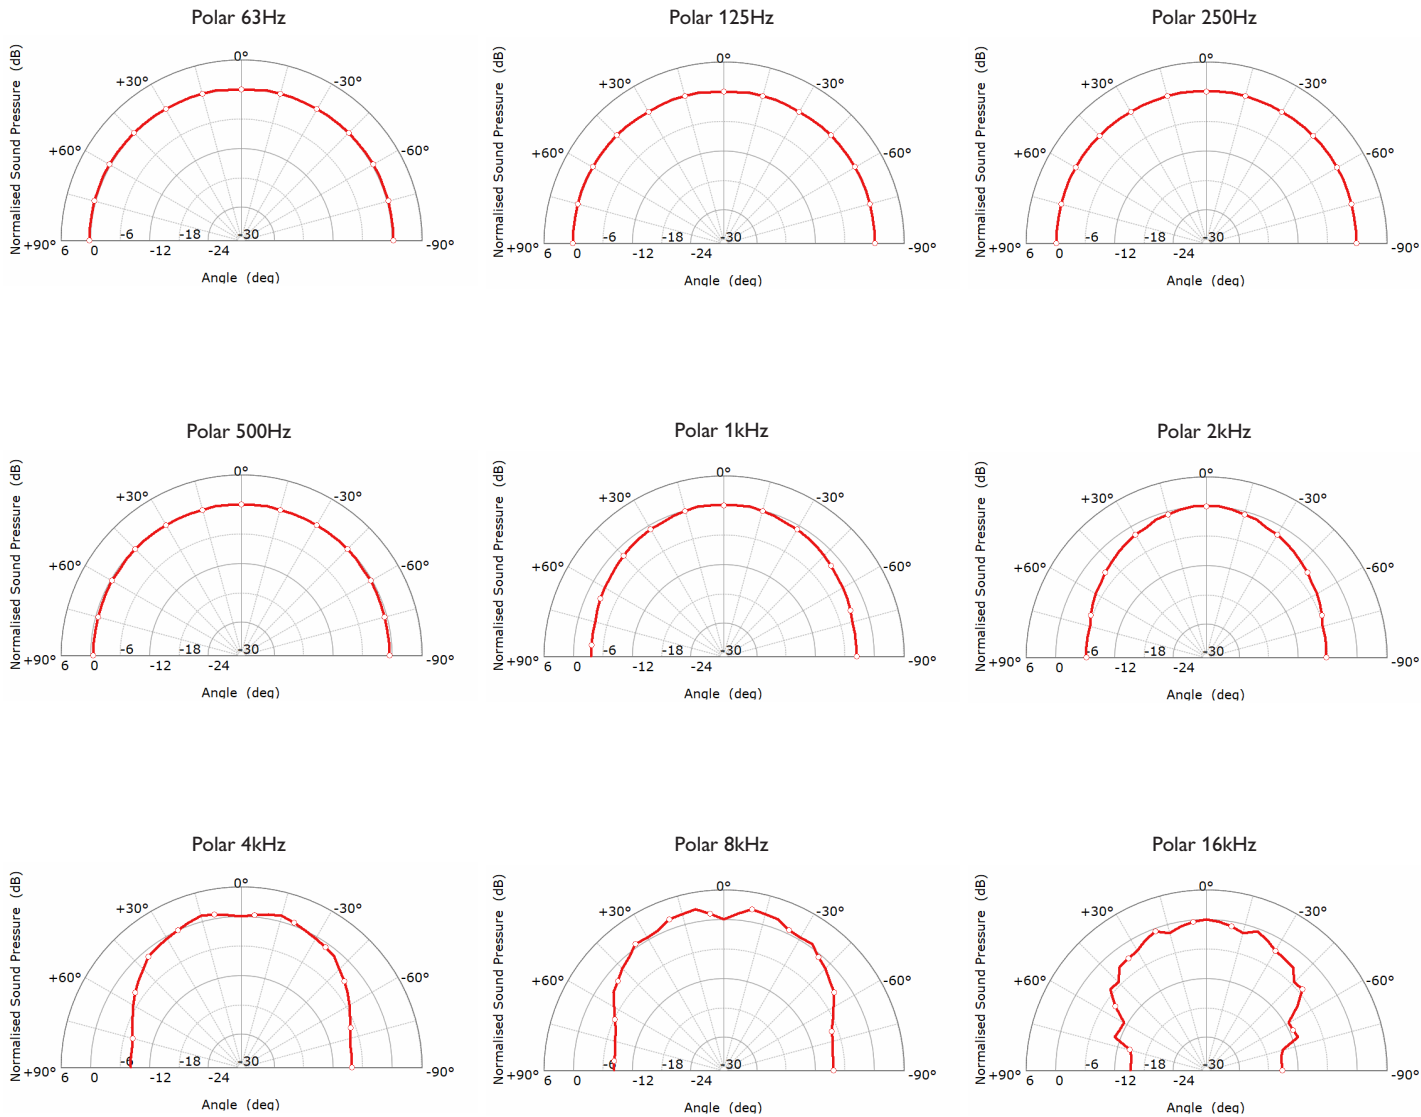 Polar 63Hz
Normalised Sound Pressure (dB)
0°
+30° -30°
+60° -60°
+90° -90°
6 0 -6 -12 -18 -24 -30
Angle (deg)
Polar 125Hz
Normalised Sound Pressure (dB)
0°
+30° -30°
+60° -60°
+90° -90°
6 0 -6 -12 -18 -24 -30
Angle (deg)
Polar 250Hz
Normalised Sound Pressure (dB)
0°
+30° -30°
+60° -60°
+90° -90°
6 0 -6 -12 -18 -24 -30
Angle (deg)
Polar 500Hz
Normalised Sound Pressure (dB)
0°
+30° -30°
+60° -60°
+90° -90°
6 0 -6 -12 -18 -24 -30
Angle (deg)
Polar 1kHz
Normalised Sound Pressure (dB)
0°
+30° -30°
+60° -60°
+90° -90°
6 0 -6 -12 -18 -24 -30
Angle (deg)
Polar 2kHz
Normalised Sound Pressure (dB)
0°
+30° -30°
+60° -60°
+90° -90°
6 0 -6 -12 -18 -24 -30
Angle (deg)
Polar 4kHz
Normalised Sound Pressure (dB)
0°
+30° -30°
+60° -60°
+90° -90°
6 0 -6 -12 -18 -24 -30
Angle (deg)
Polar 8kHz
Normalised Sound Pressure (dB)
0°
+30° -30°
+60° -60°
+90° -90°
6 0 -6 -12 -18 -24 -30
Angle (deg)
Polar 16kHz
Normalised Sound Pressure (dB)
0°
+30° -30°
+60° -60°
+90° -90°
6 0 -6 -12 -18 -24 -30
Angle (deg)